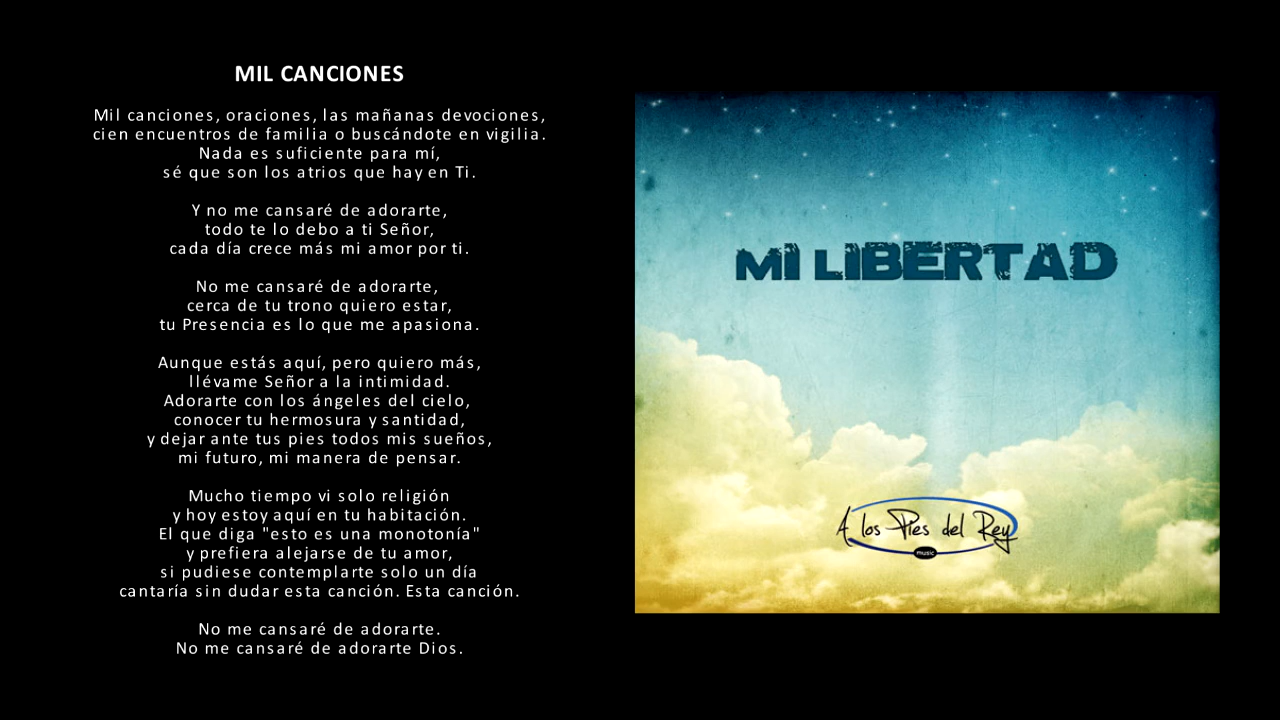 MIL CANCIONES
Mil canciones, oraciones, las mañanas devociones,
cien encuentros de familia o buscándote en vigilia.
Nada es suficiente para mí,
sé que son los atrios que hay en Ti.
Y no me cansaré de adorarte,
todo te lo debo a ti Señor,
cada día crece más mi amor por ti.
No me cansaré de adorarte,
cerca de tu trono quiero estar,
tu Presencia es lo que me apasiona.
Aunque estás aquí, pero quiero más,
llévame Señor a la intimidad.
Adorarte con los ángeles del cielo,
conocer tu hermosura y santidad,
y dejar ante tus pies todos mis sueños,
mi futuro, mi manera de pensar.
Mucho tiempo vi solo religión
y hoy estoy aquí en tu habitación.
El que diga "esto es una monotonía"
y prefiera alejarse de tu amor,
si pudiese contemplarte solo un día
cantaría sin dudar esta canción. Esta canción.
No me cansaré de adorarte.
No me cansaré de adorarte Dios.
MI LIBERTAD
A los Pies del Rey
music